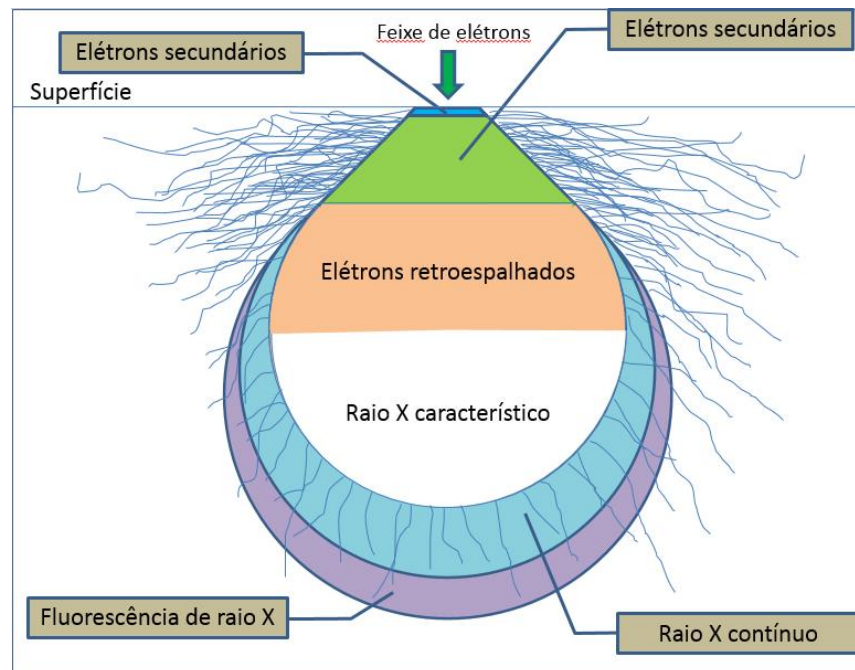 Elétrons secundários
Feixe de elétrons
Elétrons secundários
Superfície
Elétrons retroespalhados
Raio X característico
Fluorescência de raio X
Raio X contínuo